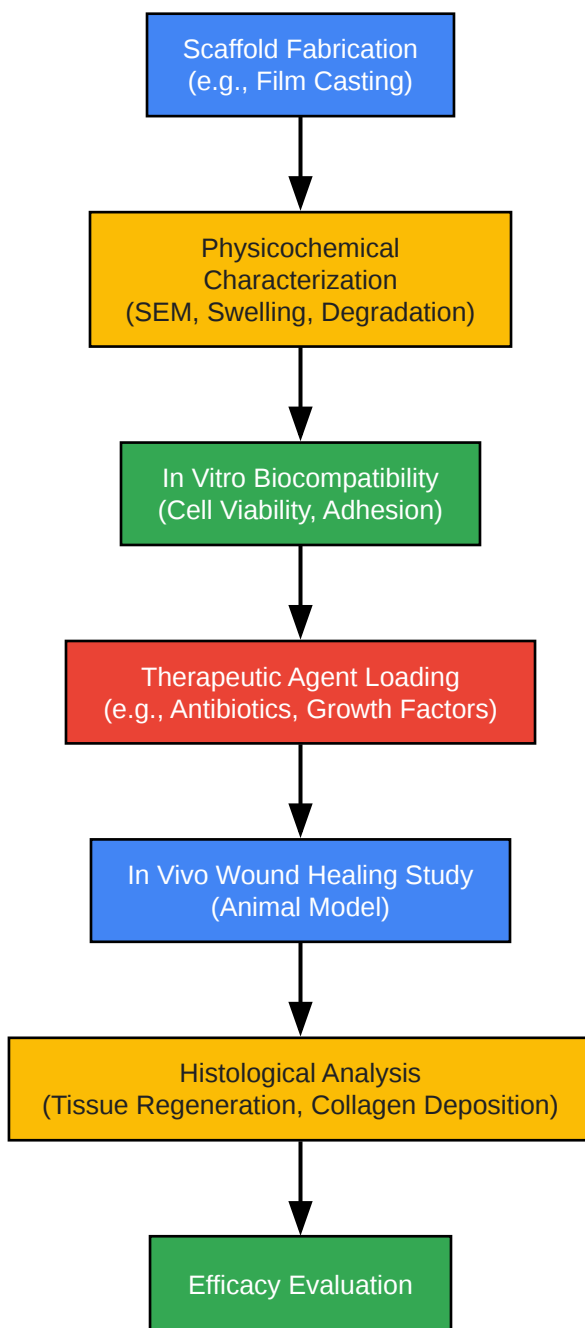 Scaffold Fabrication
(e.g., Film Casting)
Physicochemical
Characterization
(SEM, Swelling, Degradation)
In Vitro Biocompatibility
(Cell Viability, Adhesion)
Therapeutic Agent Loading
(e.g., Antibiotics, Growth Factors)
In Vivo Wound Healing Study
(Animal Model)
Histological Analysis
(Tissue Regeneration, Collagen Deposition)
Efficacy Evaluation